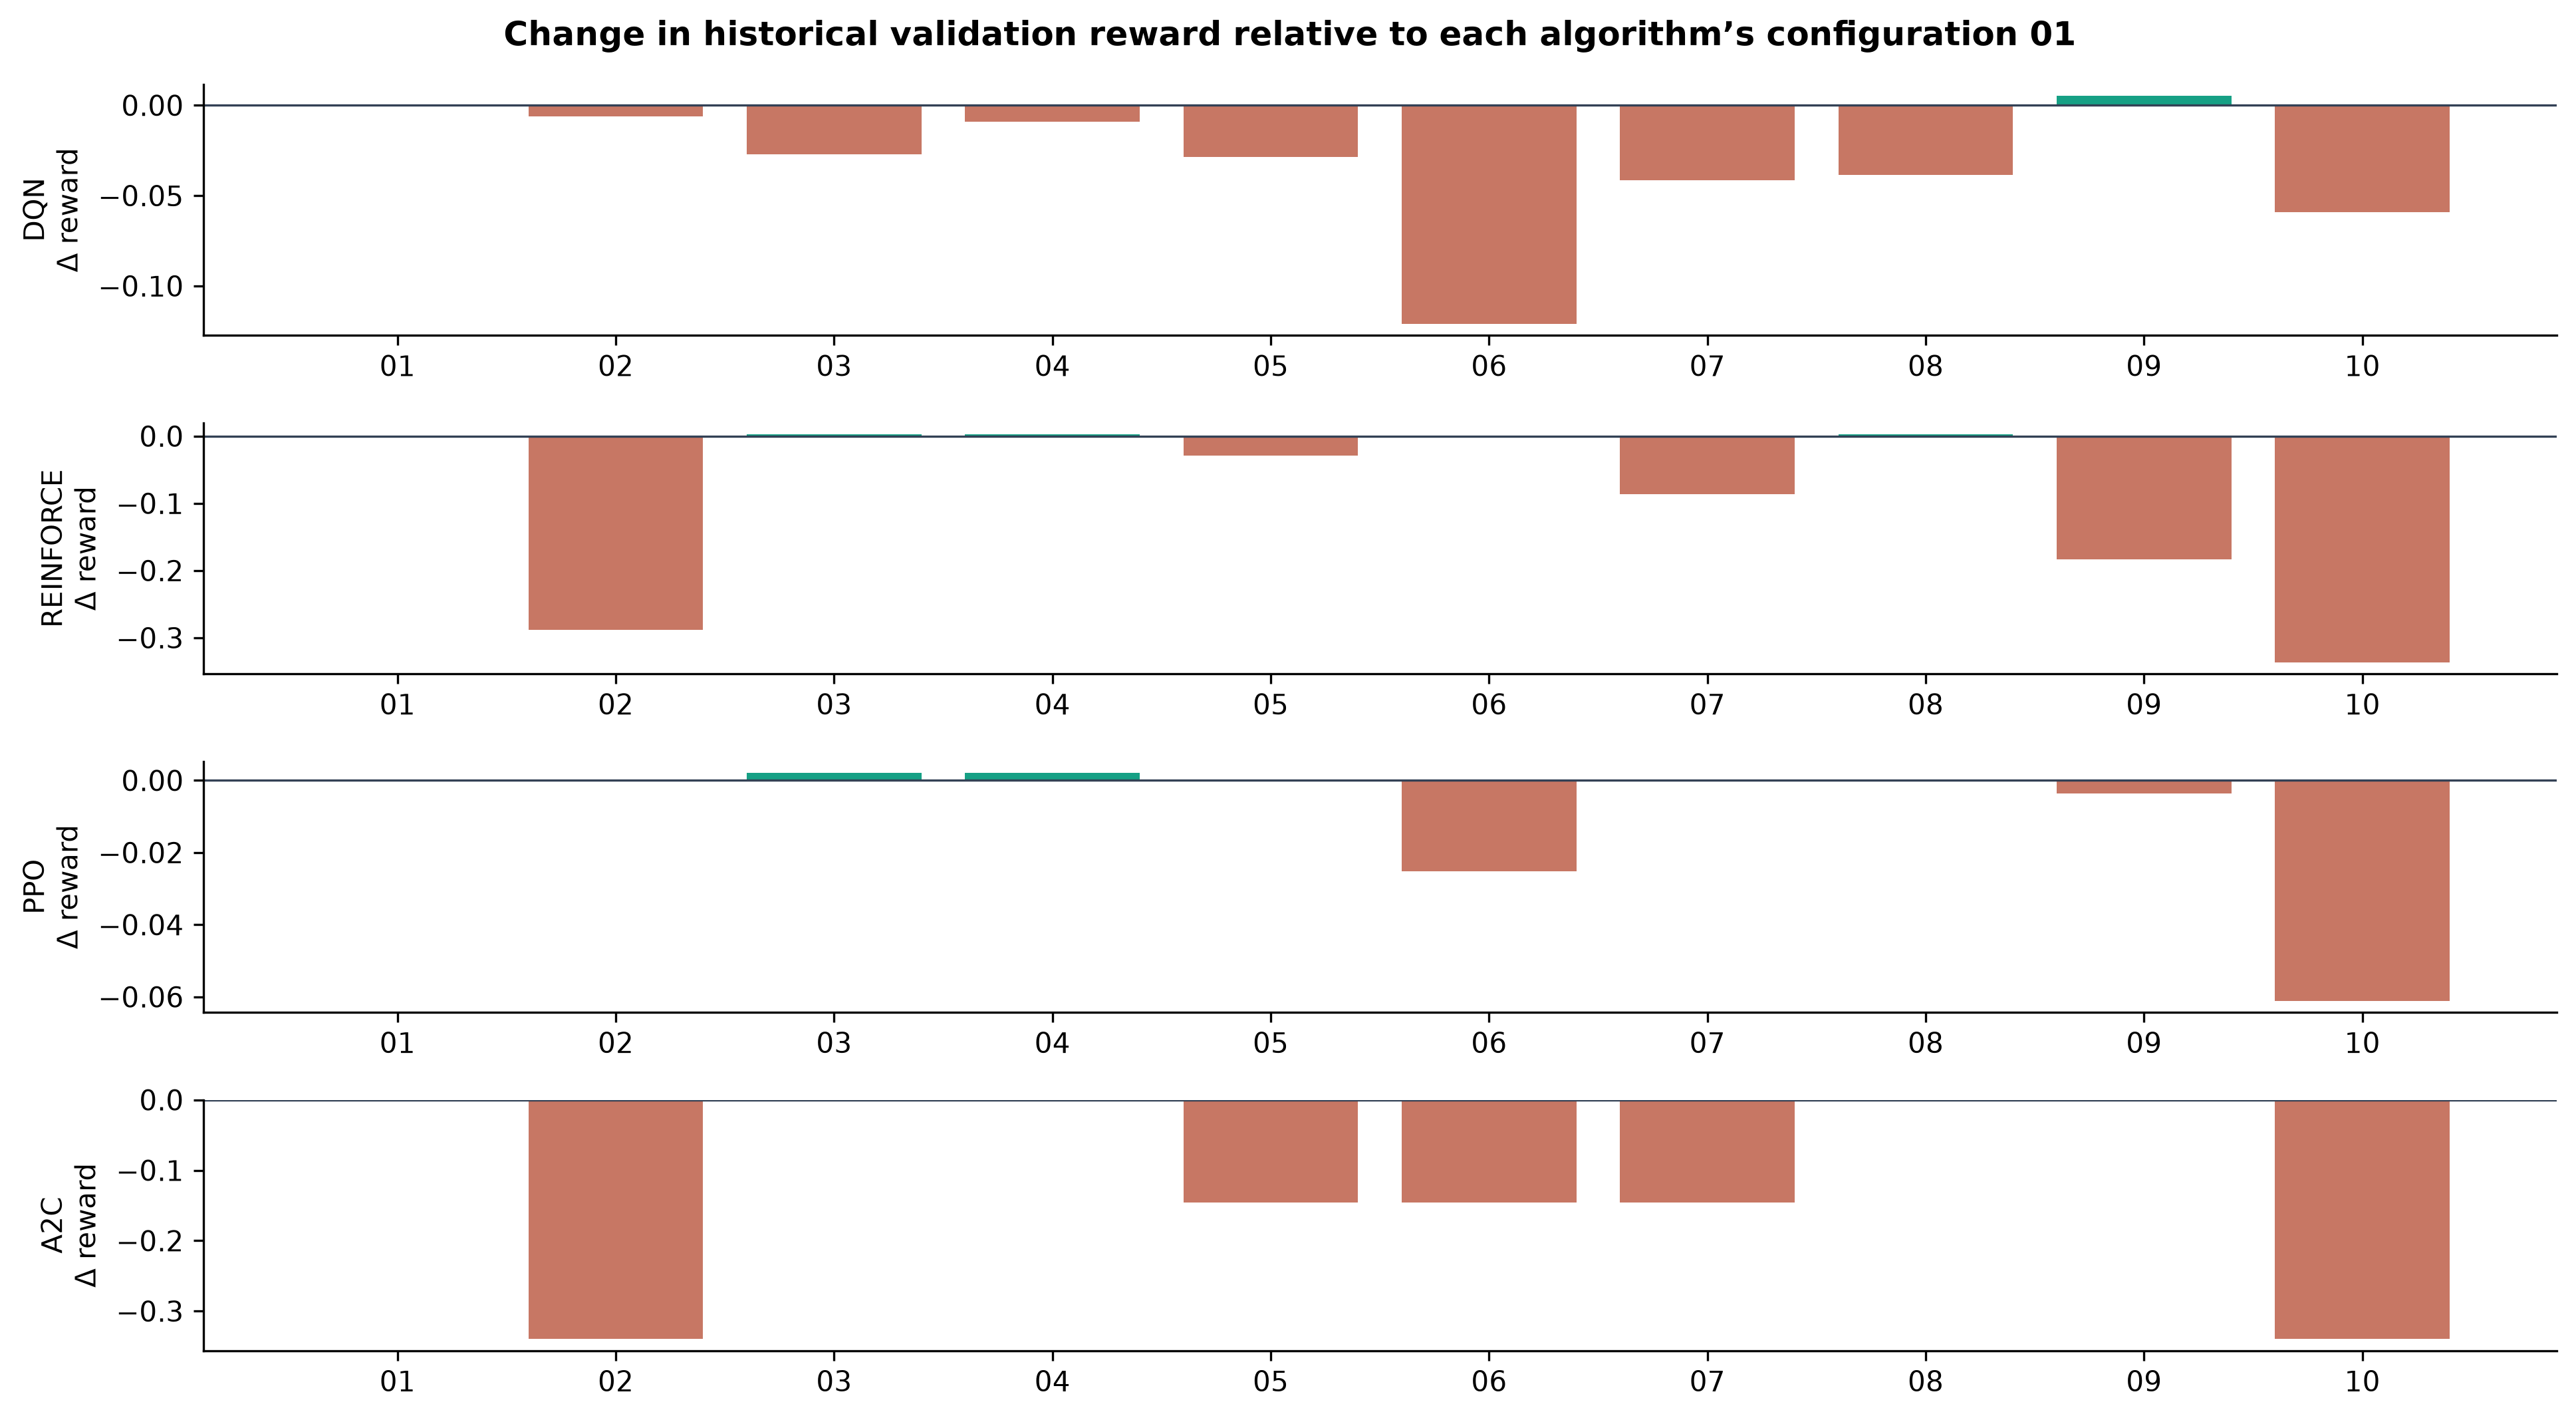 Change in historical validation reward relative to each algorithm’s configuration 01
DQN
Δ reward
0.00
−0.05
−0.10
01 02 03 04 05 06 07 08 09 10
REINFORCE
Δ reward
0.0
−0.1
−0.2
−0.3
01 02 03 04 05 06 07 08 09 10
PPO
Δ reward
0.00
−0.02
−0.04
−0.06
01 02 03 04 05 06 07 08 09 10
A2C
Δ reward
0.0
−0.1
−0.2
−0.3
01 02 03 04 05 06 07 08 09 10